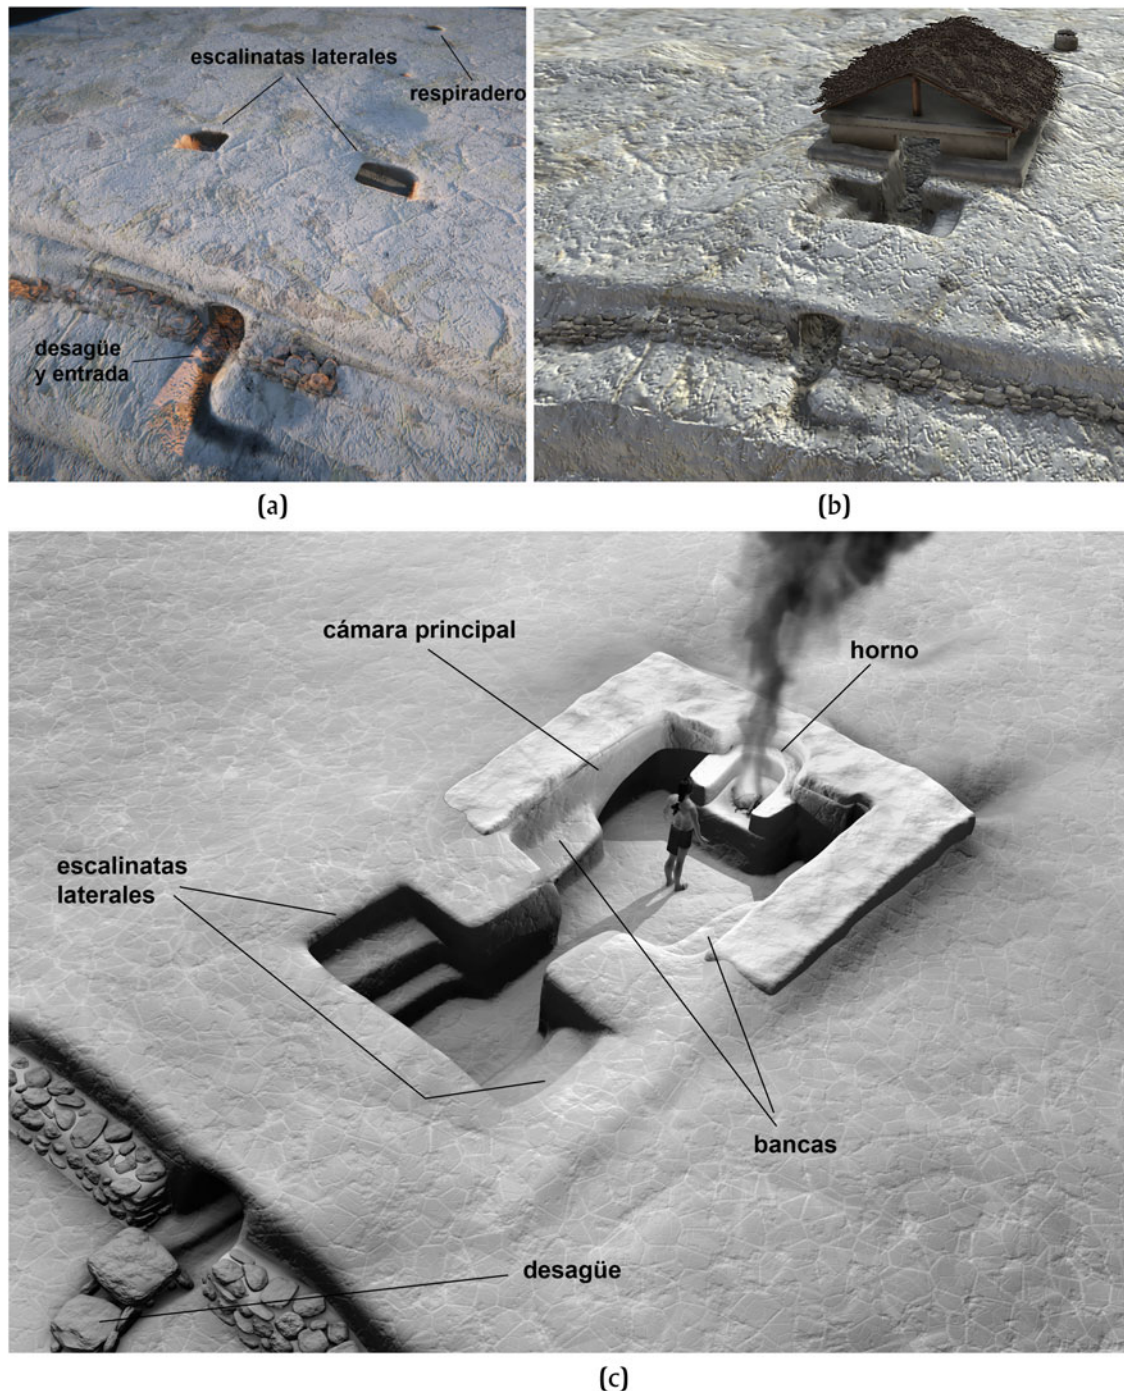 escalinatas laterales
respiradero
desagüe
y entrada
(a)
(b)
cámara principal
horno
escalinatas
laterales
bancas
desagüe
(c)